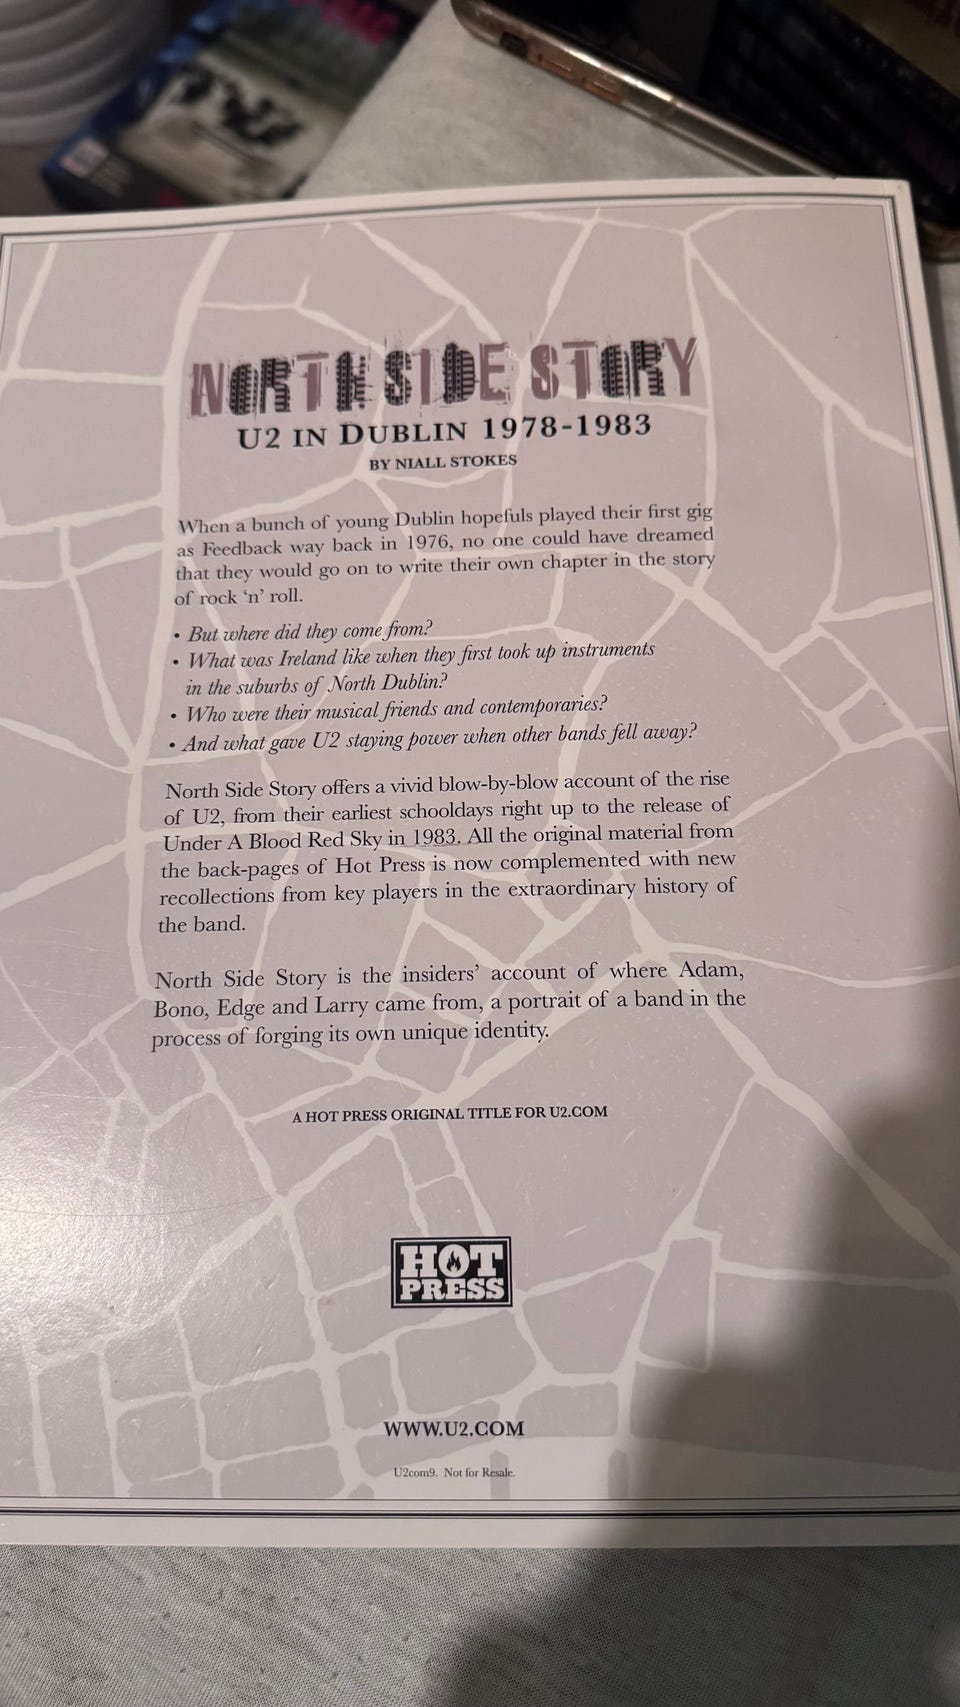 NORTH SIDE STORY
U2 IN DUBLIN 1978-1983
BY NIALL STOKES
When a bunch of young Dublin hopefuls played their first gig
as Feedback way back in 1976, no one could have dreamed
that they would go on to write their own chapter in the story
of rock ‘n’ roll.
• But where did they come from?
• What was Ireland like when they first took up instruments
in the suburbs of North Dublin?
• Who were their musical friends and contemporaries?
• And what gave U2 staying power when other bands fell away?
North Side Story offers a vivid blow-by-blow account of the rise
of U2, from their earliest schooldays right up to the release of
Under A Blood Red Sky in 1983. All the original material from
the back-pages of Hot Press is now complemented with new
recollections from key players in the extraordinary history of
the band.
North Side Story is the insiders’ account of where Adam,
Bono, Edge and Larry came from, a portrait of a band in the
process of forging its own unique identity.
A HOT PRESS ORIGINAL TITLE FOR U2.COM
HOT
PRESS
WWW.U2.COM
U2com9. Not for Resale.